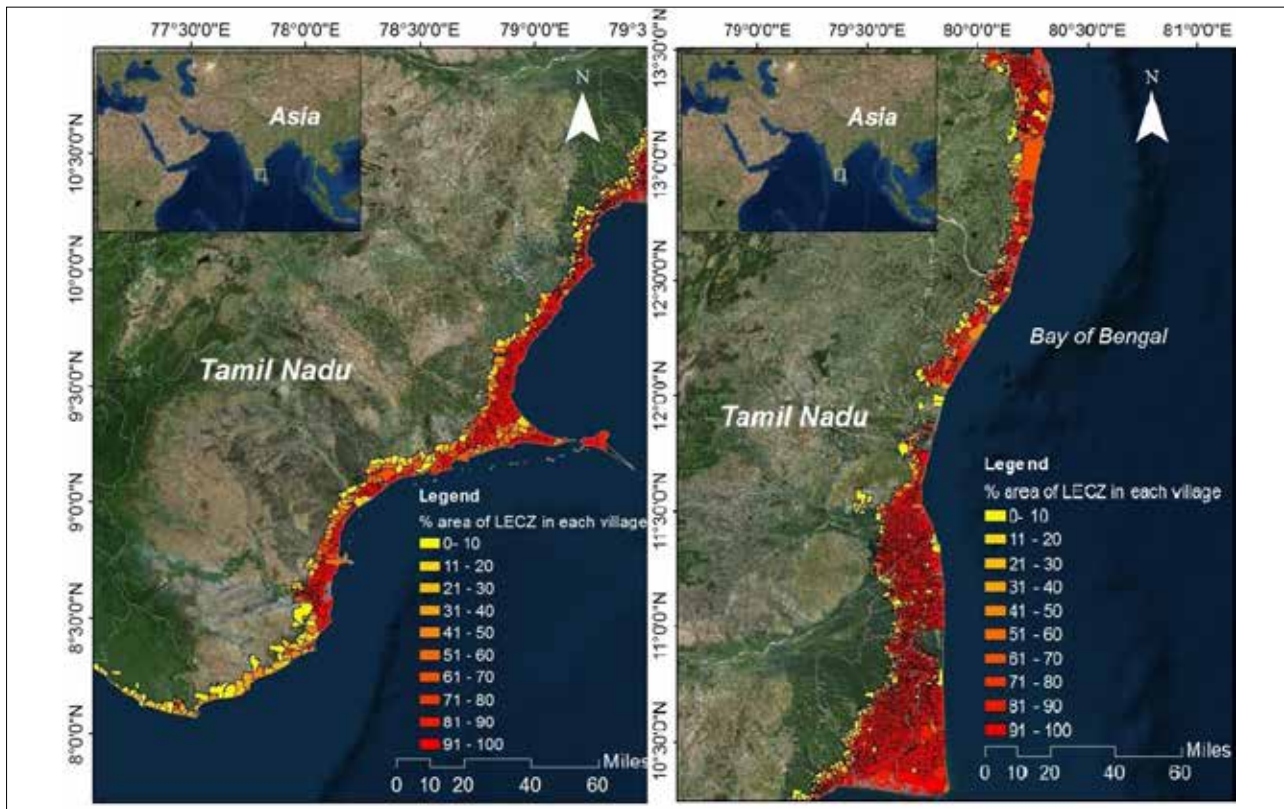 77°30'0"E 78°0'0"E 78°30'0"E 79°0'0"E 79°3
10°30'0"N
10°0'0"N
9°30'0"N
9°0'0"N
8°30'0"N
8°0'0"N
Asia
N
Tamil Nadu
Legend
% area of LECZ in each village
0- 10
11 - 20
21 - 30
31 - 40
41 - 50
51 - 60
61 - 70
71 - 80
81 - 90
91 - 100
Miles
0 10 20 40 60
79°0'0"E 79°30'0"E 80°0'0"E 80°30'0"E 81°0'0"E
13°30'0"N
13°0'0"N
12°30'0"N
12°0'0"N
11°30'0"N
11°0'0"N
10°30'0"N
Asia
N
Bay of Bengal
Tamil Nadu
Legend
% area of LECZ in each village
0- 10
11 - 20
21 - 30
31 - 40
41 - 50
51 - 60
61 - 70
71 - 80
81 - 90
91 - 100
Miles
0 10 20 40 60